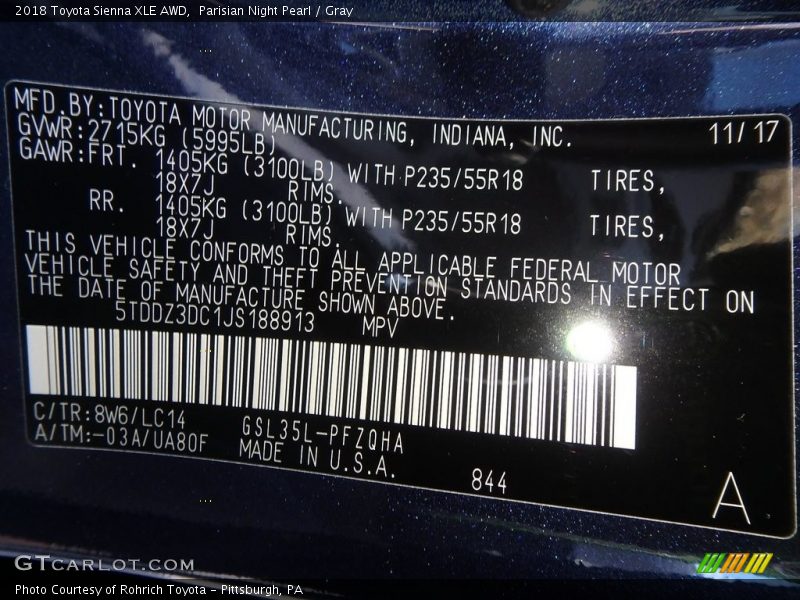 2018 Toyota Sienna XLE AWD,  Parisian Night Pearl / Gray
MFD.BY:TOYOTA MOTOR MANUFACTURING, INDIANA, INC. 11/17
GVWR:2715KG (5995LB)
GAWR:FRT. 1405KG (3100LB) WITH P235/55R18 TIRES,
18X7J RIMS.
RR. 1405KG (3100LB) WITH P235/55R18 TIRES,
18X7J RIMS.
THIS VEHICLE CONFORMS TO ALL APPLICABLE FEDERAL MOTOR
VEHICLE SAFETY AND THEFT PREVENTION STANDARDS IN EFFECT ON
THE DATE OF MANUFACTURE SHOWN ABOVE.
5TDDZ3DC1JS188913 MPV
C/TR:8W6/LC14 GSL35L-PFZQHA
A/TM:-03A/UA80F MADE IN U.S.A. 844
A
GTCARLOT.COM
Photo Courtesy of Rohrich Toyota - Pittsburgh, PA